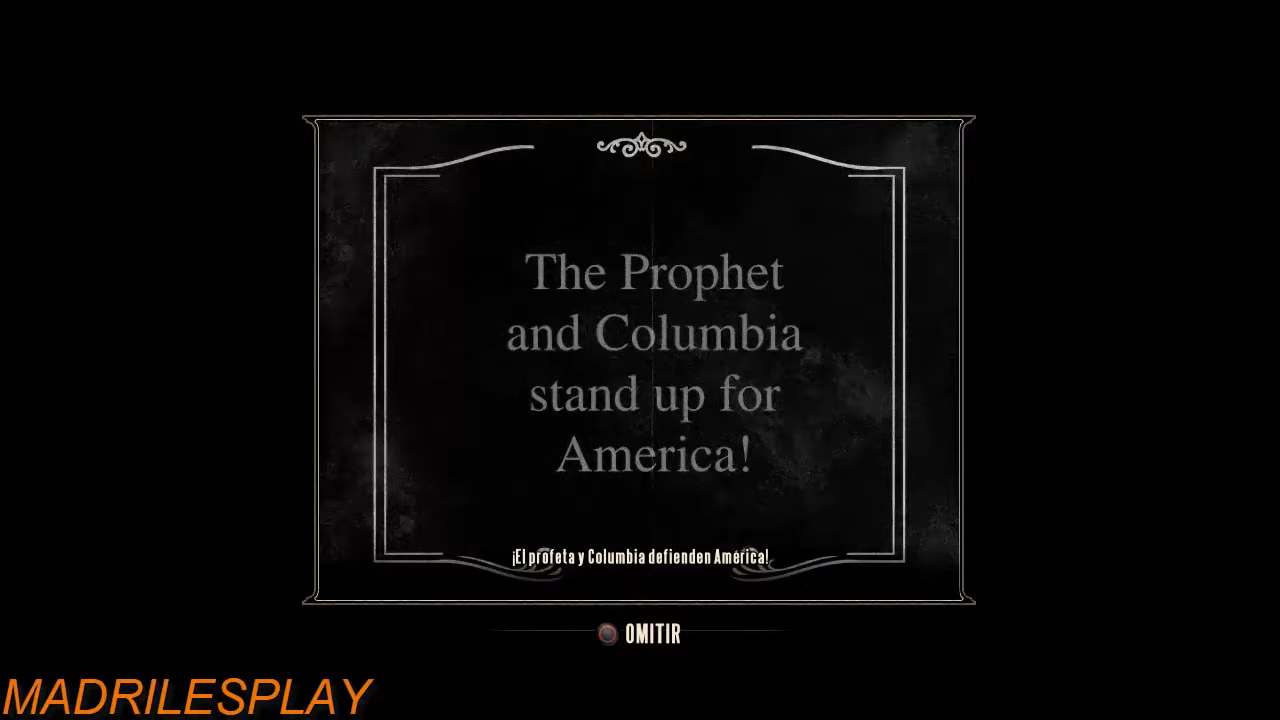 The Prophet
and Columbia
stand up for
America!
¡El profeta y Columbia defienden América!
OMITIR
MADRILESPLAY